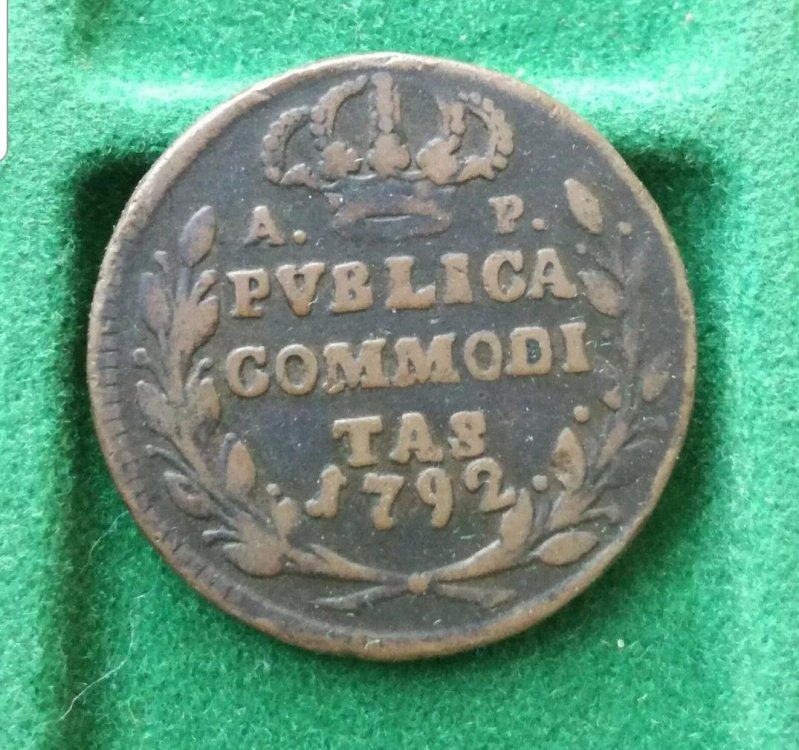 A. P.
PVBLICA
COMMODI
TAS
1792.